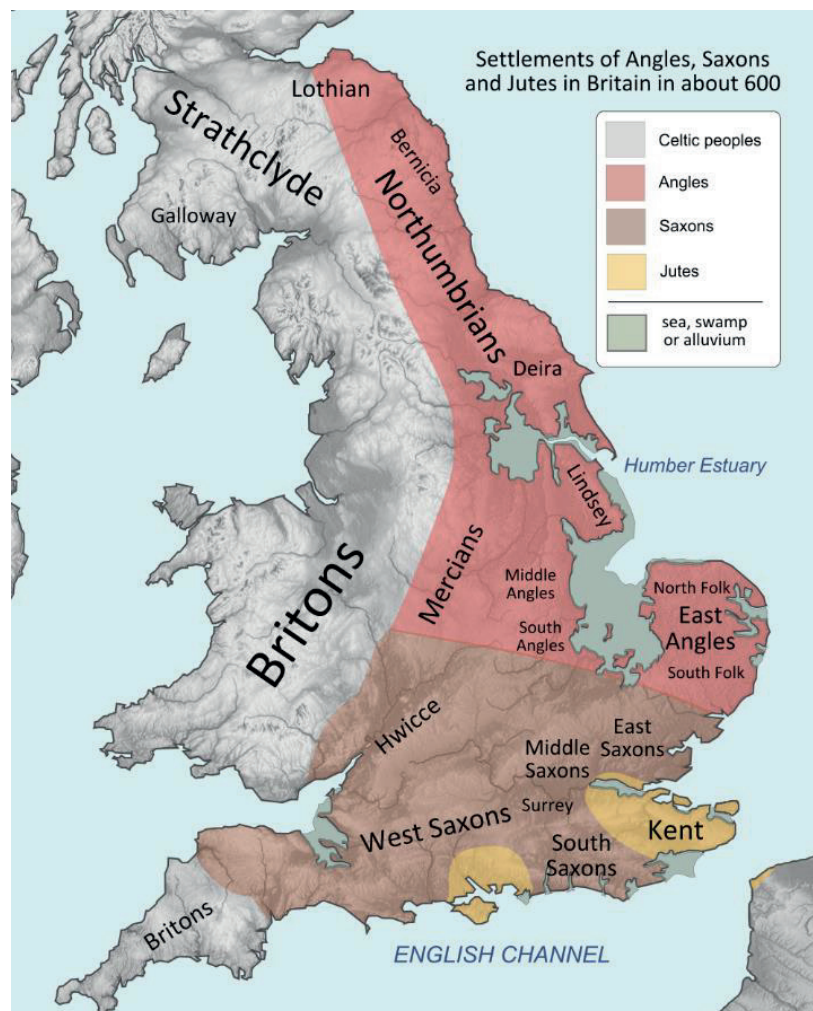 Settlements of Angles, Saxons
and Jutes in Britain in about 600
Celtic peoples
Angles
Saxons
Jutes
sea, swamp
or alluvium
Lothian
Strathclyde
Bernicia
Galloway
Northumbrians
Deira
Humber Estuary
Lindsey
Britons
Mercians
Middle
Angles
South
Angles
North Folk
East
Angles
South Folk
Hwicce
East
Saxons
Middle
Saxons
West Saxons
Surrey
Kent
South
Saxons
Britons
ENGLISH CHANNEL